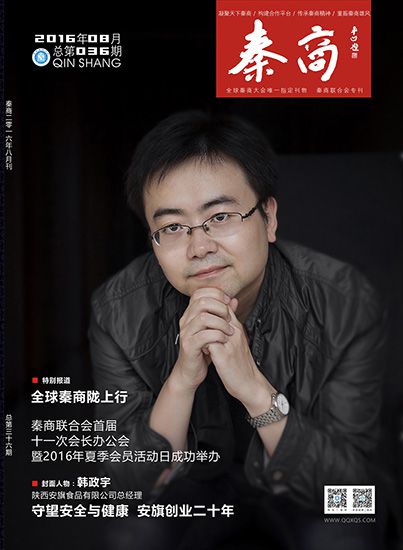 凝聚天下秦商 / 构建合作平台 / 传承秦商精神 / 重振秦商雄风
2016年08月
总第036期
QIN SHANG
秦商
全球秦商大会唯一指定刊物 秦商联合会会刊
秦商二零一六年八月刊
特别报道
全球秦商陇上行
秦商联合会首届
十一次会长办公会
暨2016年夏季会员活动日成功举办
总第三十六期
封面人物:韩政宇
陕西安旗食品有限公司总经理
守望安全与健康 安旗创业二十年
WWW.QQXQS.COM